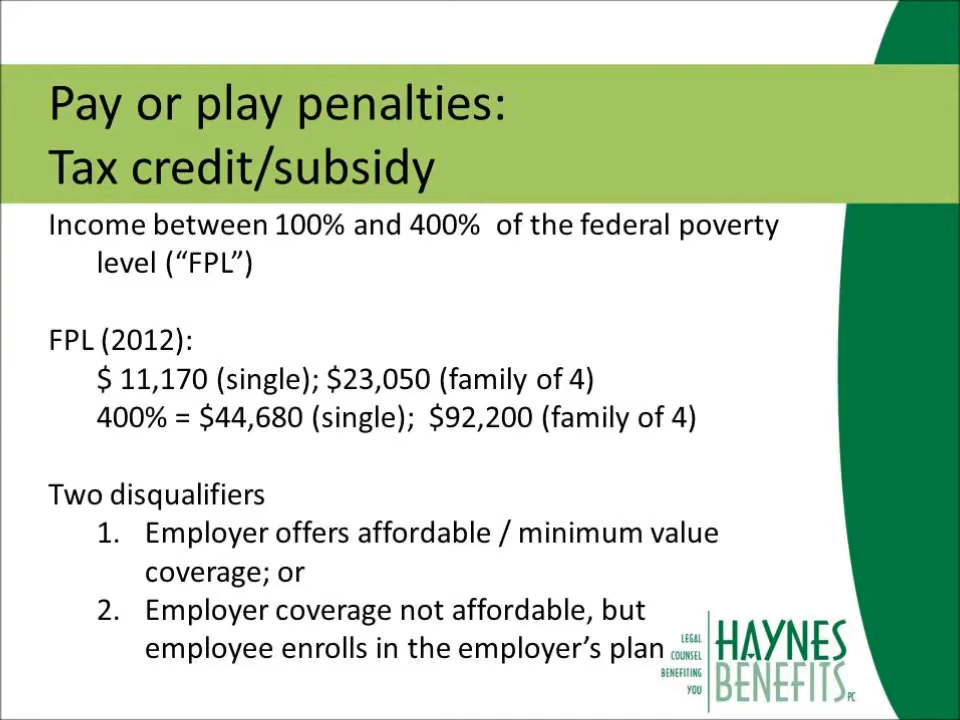 Pay or play penalties:
Tax credit/subsidy
Income between 100% and 400%  of the federal poverty
level (“FPL”)
FPL (2012):
$ 11,170 (single); $23,050 (family of 4)
400% = $44,680 (single);  $92,200 (family of 4)
Two disqualifiers
1. Employer offers affordable / minimum value
coverage; or
2. Employer coverage not affordable, but
employee enrolls in the employer’s plan
LEGAL
COUNSEL
BENEFITING
YOU
HAYNES
BENEFITS PC